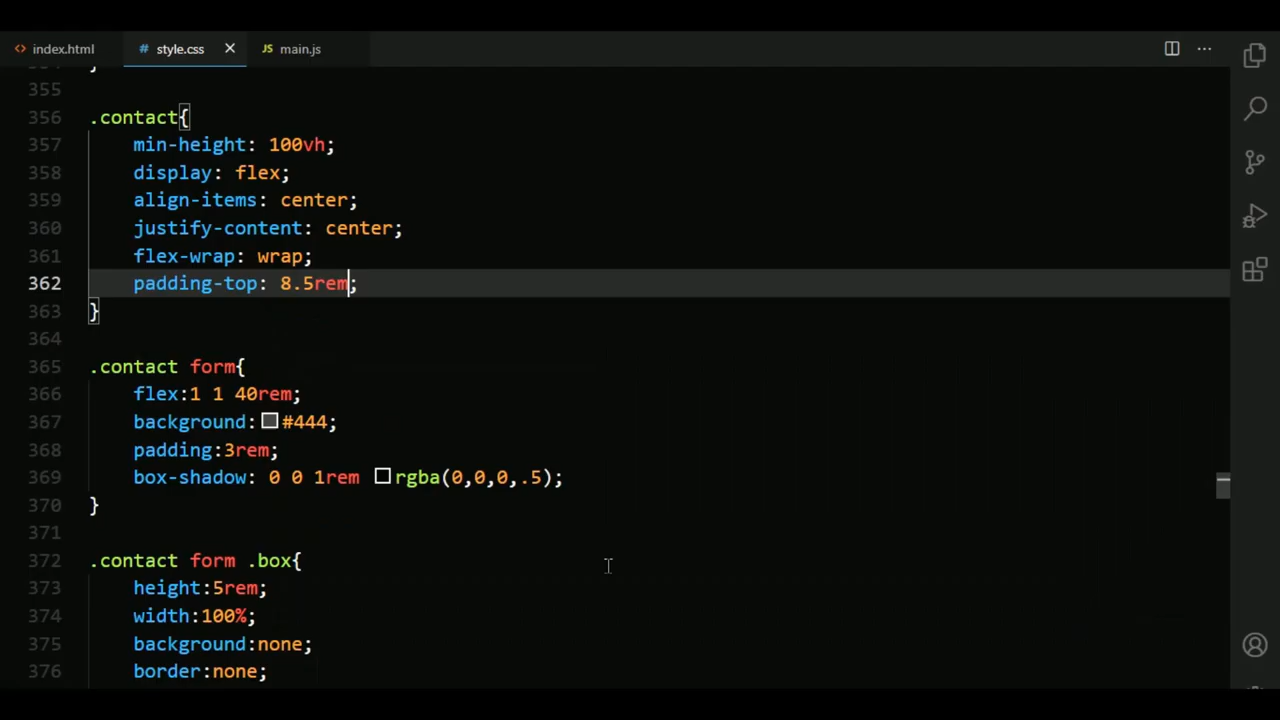 index.html
# style.css
JS main.js
355
356 .contact{
357 min-height: 100vh;
358 display: flex;
359 align-items: center;
360 justify-content: center;
361 flex-wrap: wrap;
362 padding-top: 8.5rem;
363 }
364
365 .contact form{
366 flex:1 1 40rem;
367 background: #444;
368 padding:3rem;
369 box-shadow: 0 0 1rem rgba(0,0,0,.5);
370 }
371
372 .contact form .box{
373 height:5rem;
374 width:100%;
375 background:none;
376 border:none;